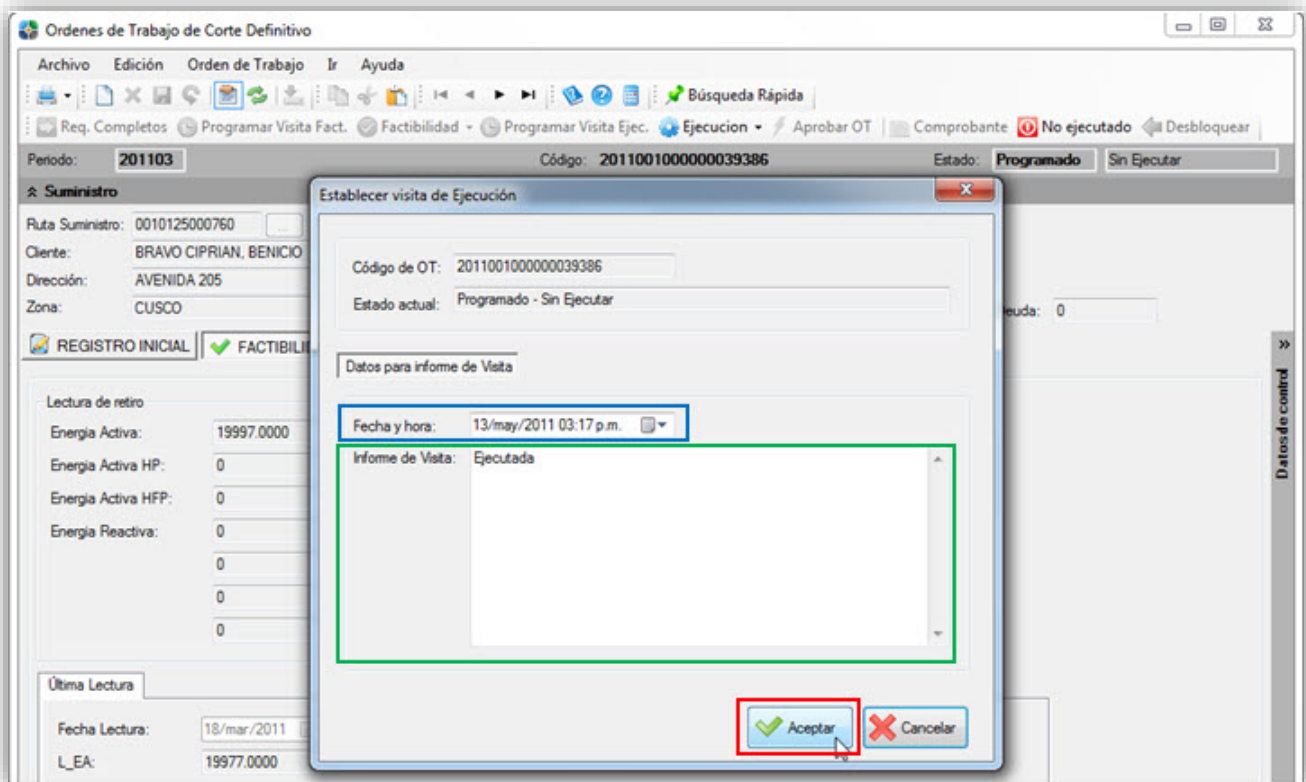 Ordenes de Trabajo de Corte Definitivo
Archivo Edición Orden de Trabajo Ir Ayuda
Búsqueda Rápida
Req. Completos Programar Visita Fact. Factibilidad Programar Visita Ejec. Ejecucion Aprobar OT Comprobante No ejecutado Desbloquear
Periodo: 201103 Código: 2011001000000039386 Estado: Programado Sin Ejecutar
Suministro
Ruta Suministro: 0010125000760 ...
Cliente: BRAVO CIPRIAN, BENICIO
Dirección: AVENIDA 205
Zona: CUSCO
euda: 0
REGISTRO INICIAL FACTIBILI
Lectura de retiro
Energia Activa: 19997.0000
Energia Activa HP: 0
Energia Activa HFP: 0
Energia Reactiva: 0
0
0
0
Última Lectura
Fecha Lectura: 18/mar/2011
L_EA: 19977.0000
Establecer visita de Ejecución
Código de OT: 2011001000000039386
Estado actual: Programado - Sin Ejecutar
Datos para informe de Visita
Fecha y hora: 13/may/2011 03:17 p.m.
Informe de Visita: Ejecutada
Aceptar Cancelar
Datos de control